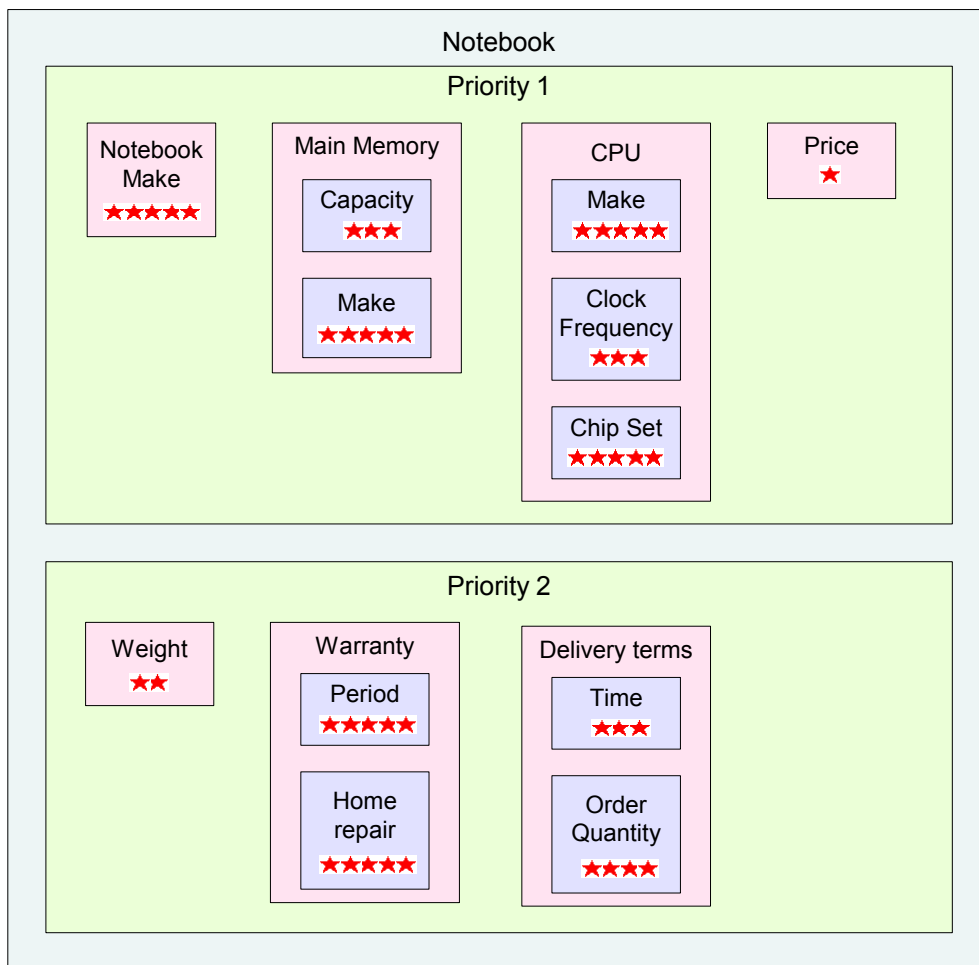 Notebook
Priority 1
Notebook
Make
Main Memory
Capacity
Make
CPU
Make
Clock
Frequency
Chip Set
Price
Priority 2
Weight
Warranty
Period
Home
repair
Delivery terms
Time
Order
Quantity